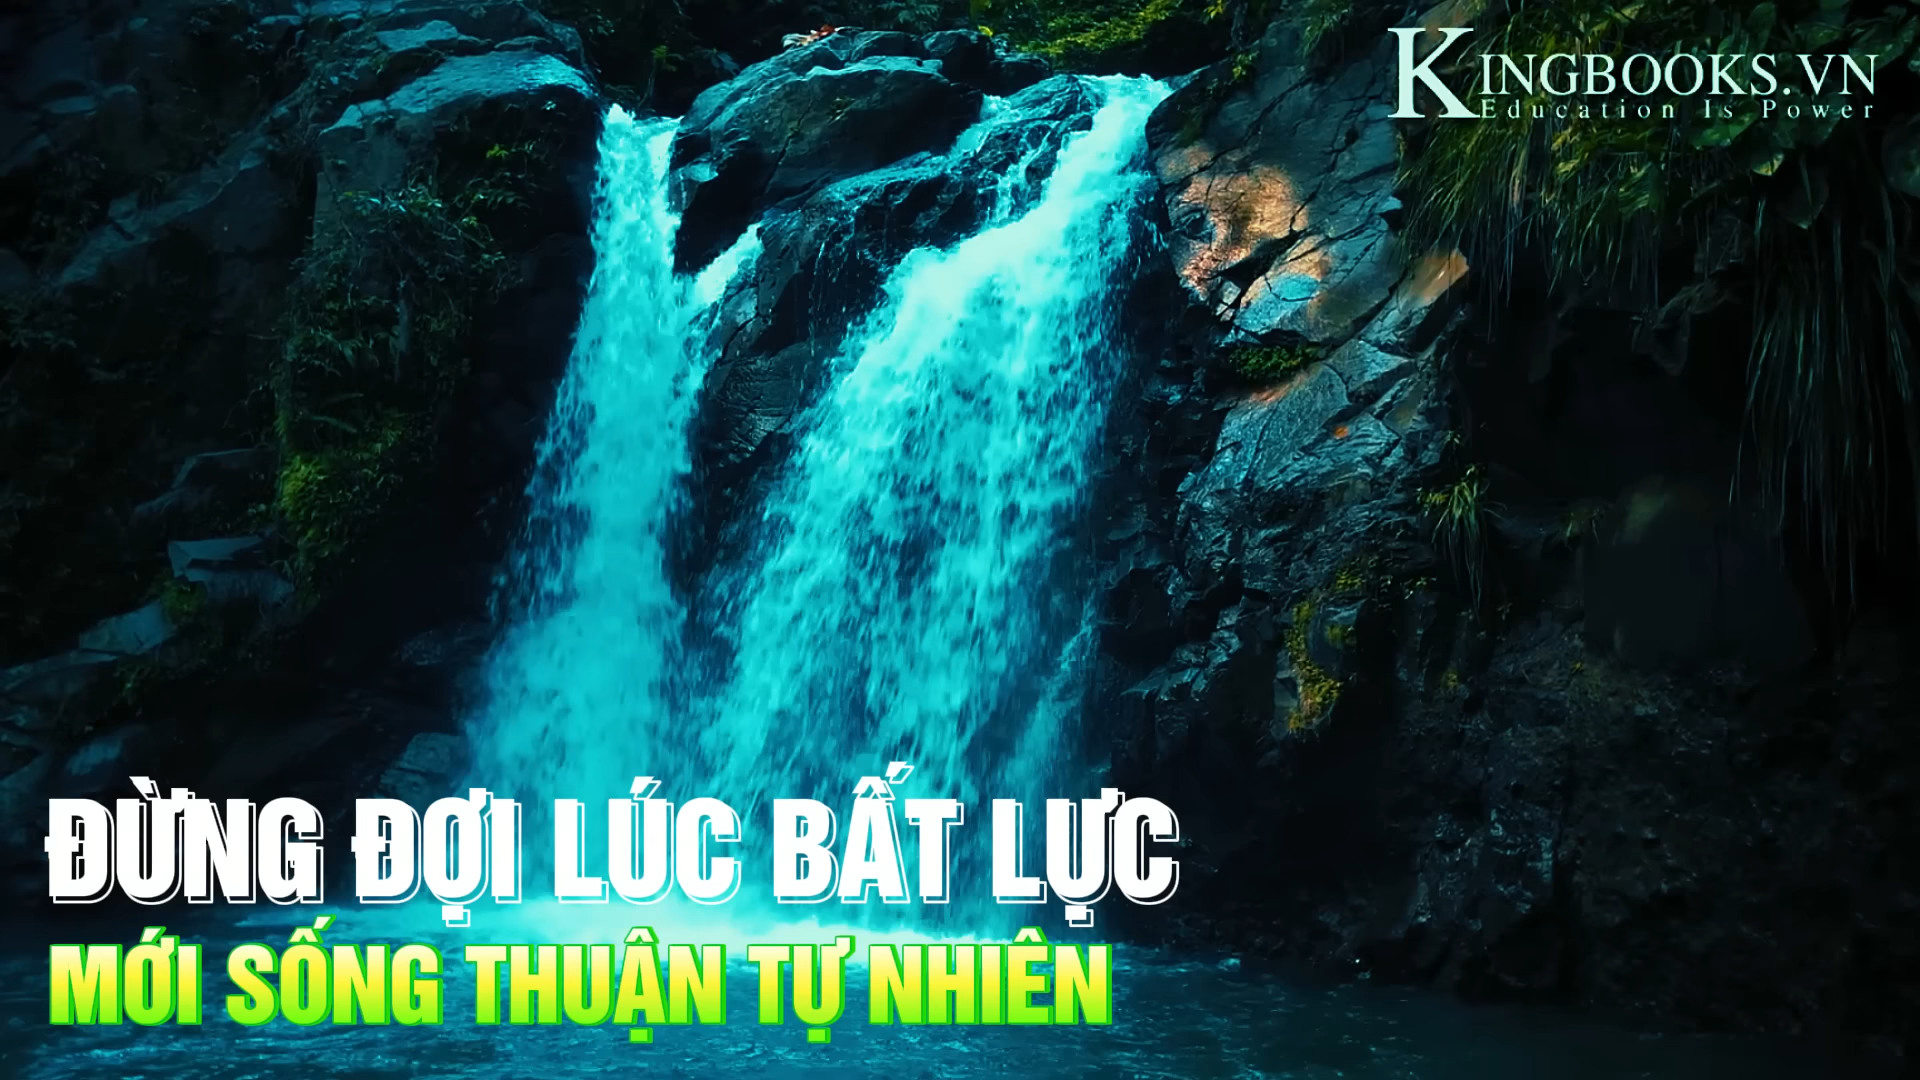 KINGBOOKS.VN
Education Is Power
ĐỪNG ĐỢI LÚC BẤT LỰC
MỚI SỐNG THUẬN TỰ NHIÊN